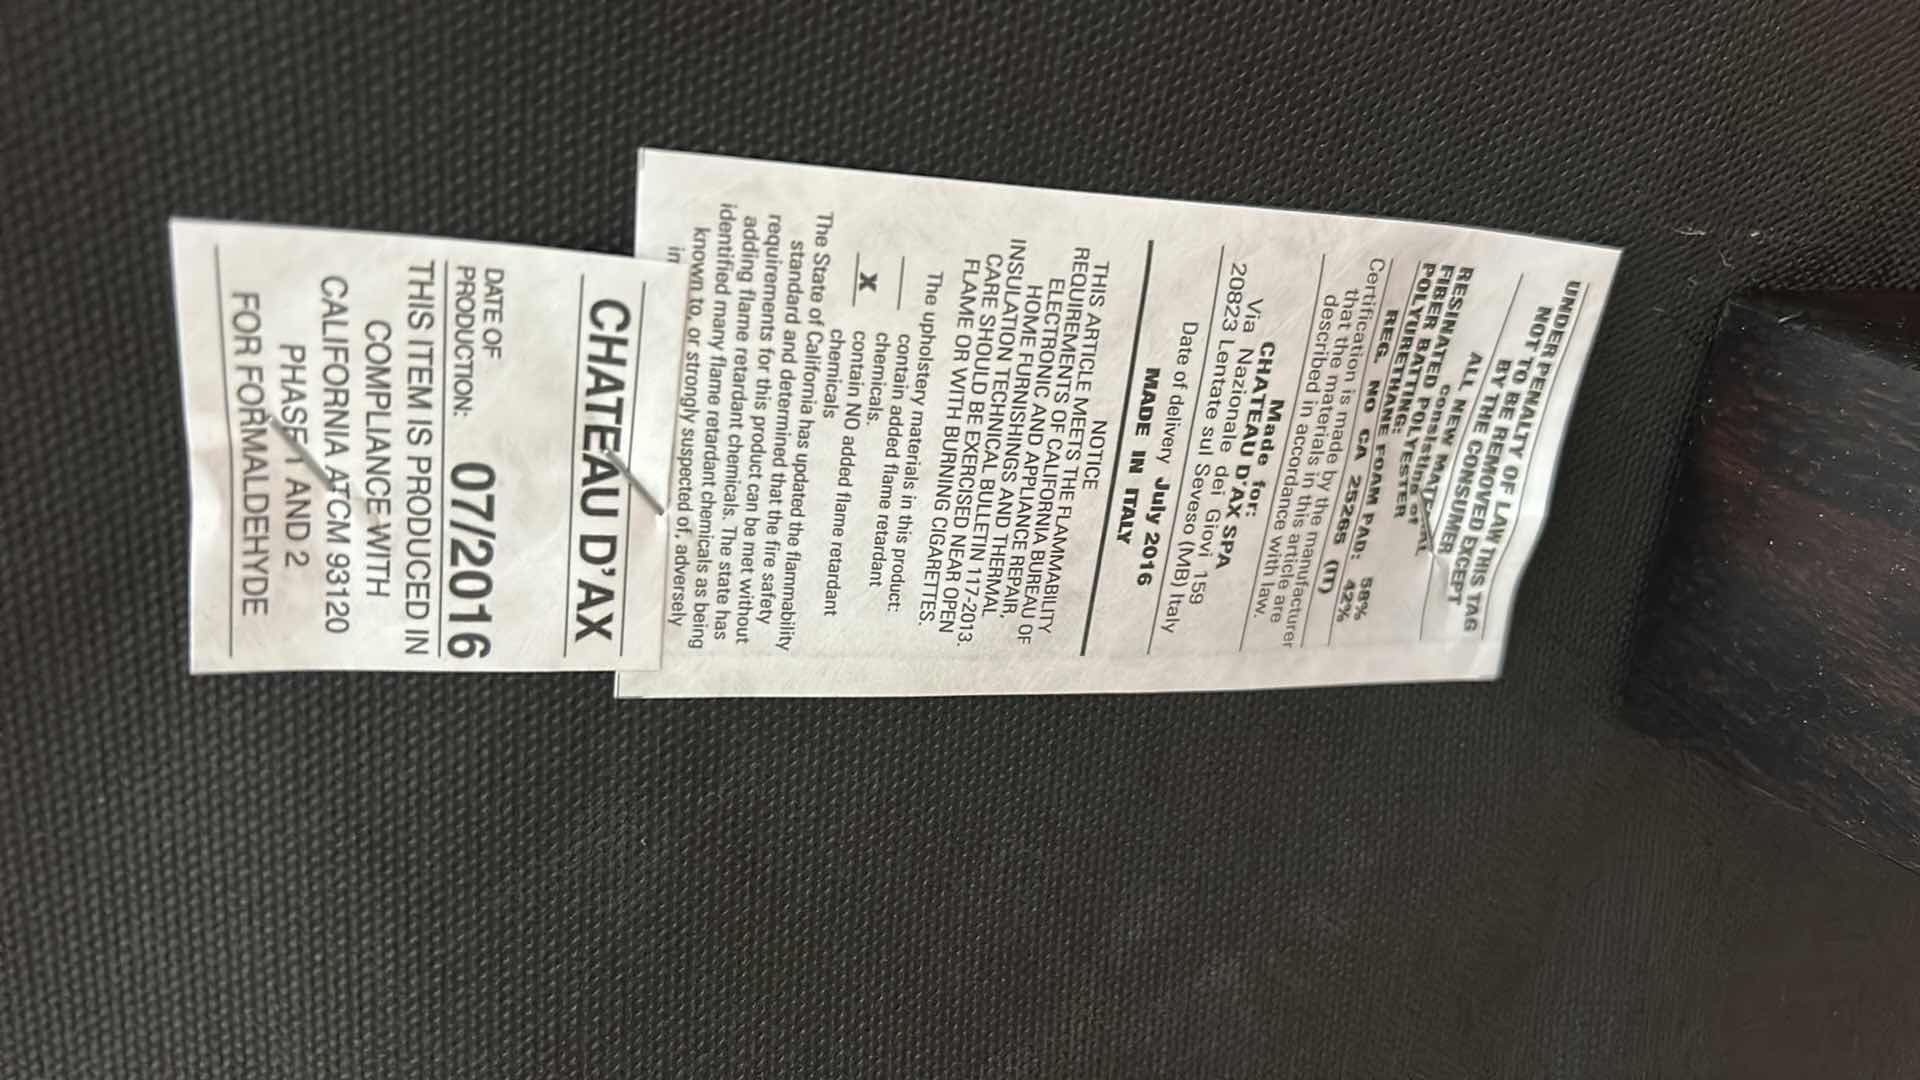 UNDER PENALTY OF LAW THIS TAG
NOT TO BE REMOVED EXCEPT
BY THE CONSUMER
ALL NEW MATERIAL
consisting of
RESINATED POLYESTER
FIBER BATTING: 58%
POLYURETHANE FOAM PAD: 42%
REG. NO CA 25265 (IT)
Certification is made by the manufacturer
that the materials in this article are
described in accordance with law.
Made for:
CHATEAU D'AX SPA
Via Nazionale dei Giovi 159
20823 Lentate sul Seveso (MB) Italy
Date of delivery July 2016
MADE IN ITALY
NOTICE
THIS ARTICLE MEETS THE FLAMMABILITY
REQUIREMENTS OF CALIFORNIA BUREAU OF
ELECTRONIC AND APPLIANCE REPAIR,
HOME FURNISHINGS AND THERMAL
INSULATION TECHNICAL BULLETIN 117-2013.
CARE SHOULD BE EXERCISED NEAR OPEN
FLAME OR WITH BURNING CIGARETTES.
The upholstery materials in this product:
contain added flame retardant
chemicals.
X contain NO added flame retardant
chemicals
The State of California has updated the flammability
standard and determined that the fire safety
requirements for this product can be met without
adding flame retardant chemicals. The state has
identified many flame retardant chemicals as being
known to, or strongly suspected of, adversely
CHATEAU D'AX
DATE OF
PRODUCTION: 07/2016
THIS ITEM IS PRODUCED IN
COMPLIANCE WITH
CALIFORNIA ATCM 93120
PHASE 1 AND 2
FOR FORMALDEHYDE